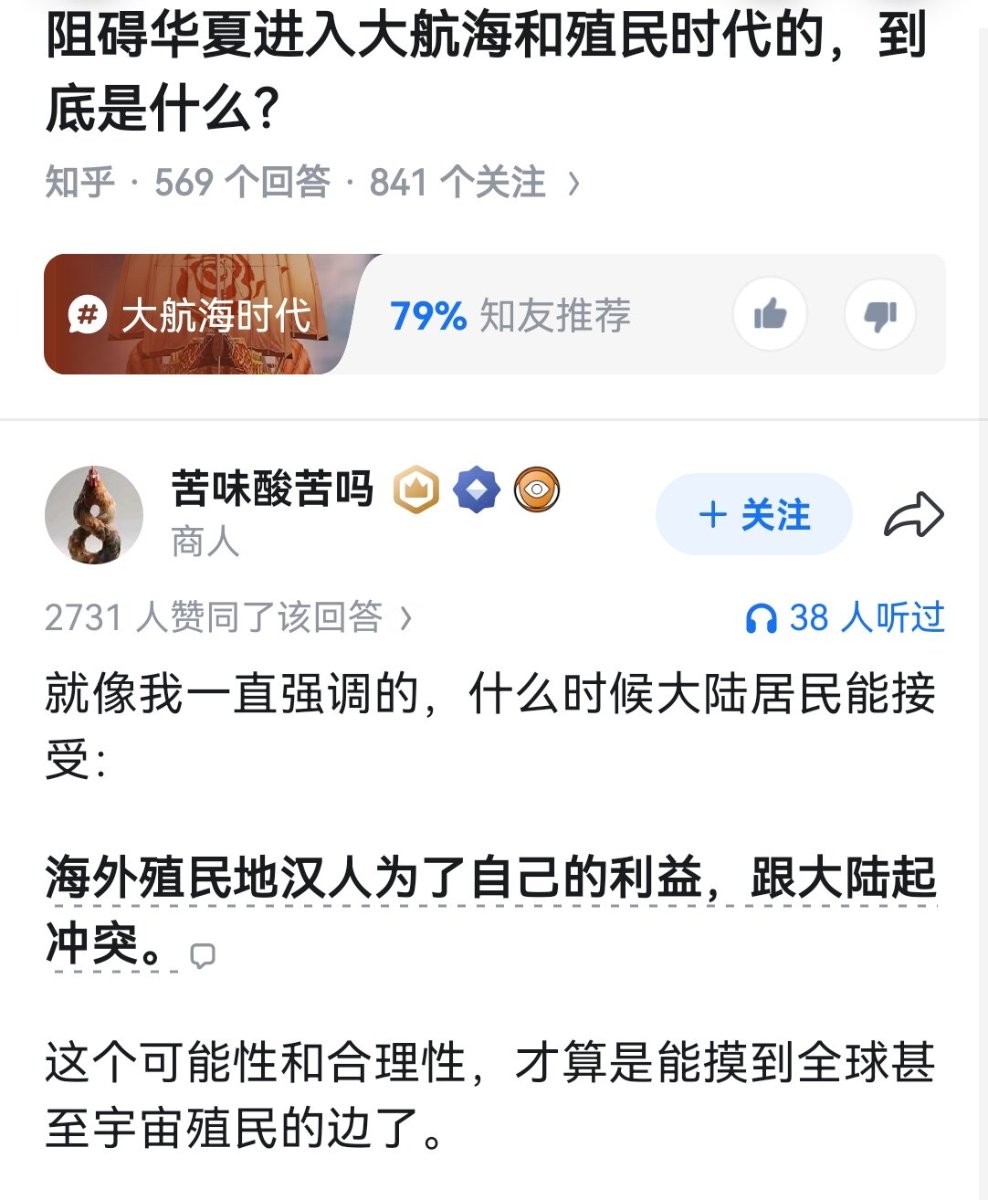 阻碍华夏进入大航海和殖民时代的，到
底是什么？
知乎 · 569 个回答 · 841 个关注 >
# 大航海时代
79% 知友推荐
苦味酸苦吗
商人
+ 关注
2731 人赞同了该回答 >
38 人听过
就像我一直强调的，什么时候大陆居民能接
受：
海外殖民地汉人为了自己的利益，跟大陆起
冲突。
这个可能性和合理性，才算是能摸到全球甚
至宇宙殖民的边了。